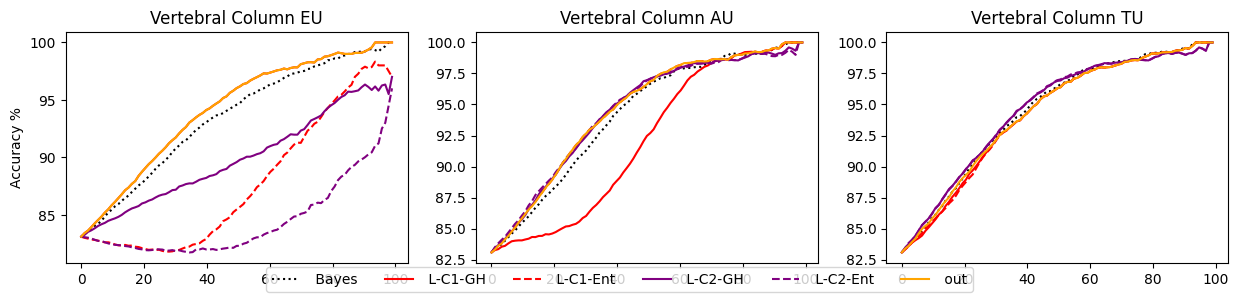 Vertebral Column EU
Vertebral Column AU
Vertebral Column TU
Accuracy %
100
95
90
85
0 20 40 60 80 100
100.0
97.5
95.0
92.5
90.0
87.5
85.0
82.5
0 20 40 60 80 100
100.0
97.5
95.0
92.5
90.0
87.5
85.0
82.5
0 20 40 60 80 100
Bayes L-C1-GH L-C1-Ent L-C2-GH L-C2-Ent out